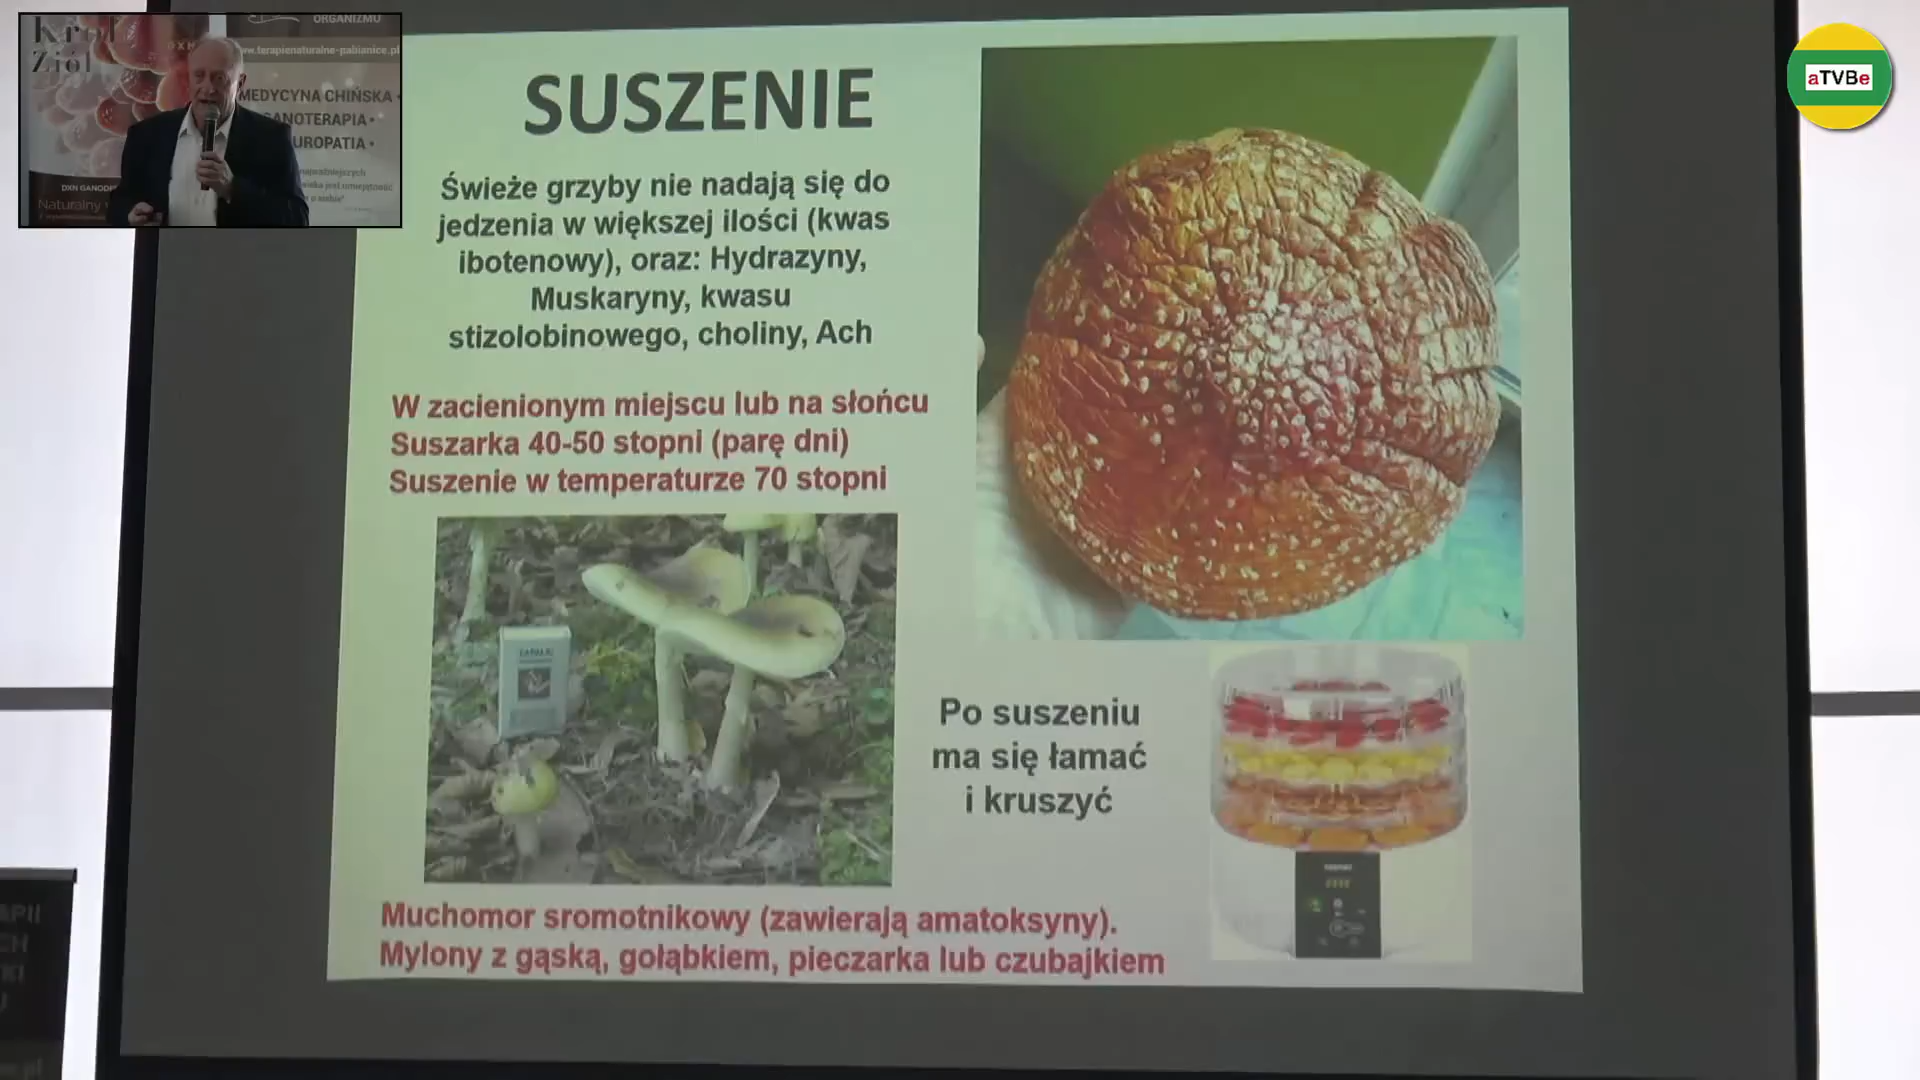 Król
Ziół
DXN
ORGANIZMU
www.terapienaturalne-pabianice.pl
MEDYCYNA CHIŃSKA •
GANOTERAPIA •
UROPATIA •
DXN GANODE
Naturalny
aTVBe
SUSZENIE
Świeże grzyby nie nadają się do
jedzenia w większej ilości (kwas
ibotenowy), oraz: Hydrazyny,
Muskaryny, kwasu
stizolobinowego, choliny, Ach
W zacienionym miejscu lub na słońcu
Suszarka 40-50 stopni (parę dni)
Suszenie w temperaturze 70 stopni
Po suszeniu
ma się łamać
i kruszyć
Muchomor sromotnikowy (zawierają amatoksyny).
Mylony z gąską, gołąbkiem, pieczarka lub czubajkiem